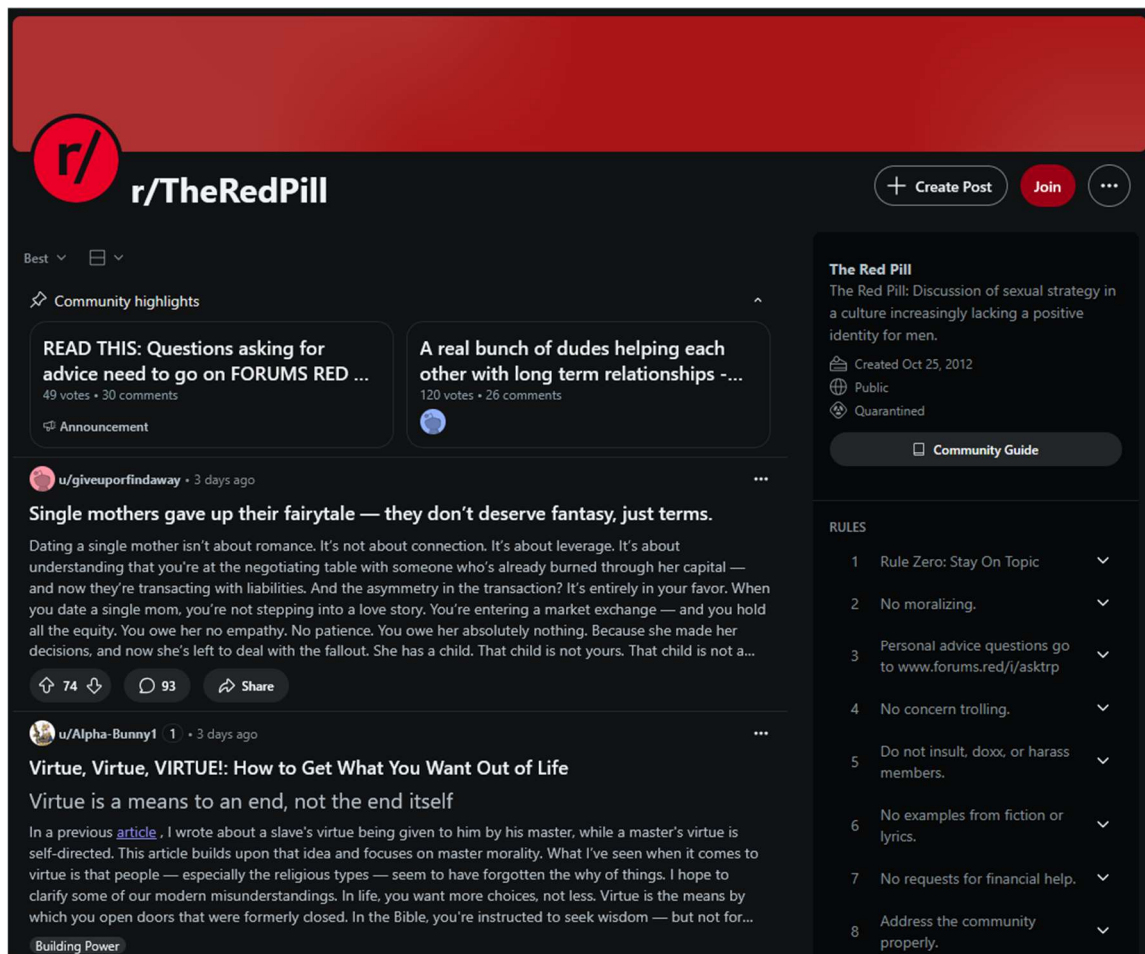 r/
r/TheRedPill
Create Post
Join
Best
Community highlights
READ THIS: Questions asking for
advice need to go on FORUMS RED ...
49 votes • 30 comments
Announcement
A real bunch of dudes helping each
other with long term relationships -...
120 votes • 26 comments
u/giveuporfindaway • 3 days ago
Single mothers gave up their fairytale — they don’t deserve fantasy, just terms.
Dating a single mother isn’t about romance. It’s not about connection. It’s about leverage. It’s about
understanding that you're at the negotiating table with someone who’s already burned through her capital —
and now they’re transacting with liabilities. And the asymmetry in the transaction? It’s entirely in your favor. When
you date a single mom, you’re not stepping into a love story. You’re entering a market exchange — and you hold
all the equity. You owe her no empathy. No patience. You owe her absolutely nothing. Because she made her
decisions, and now she’s left to deal with the fallout. She has a child. That child is not yours. That child is not a...
74
93
Share
u/Alpha-Bunny1 1 • 3 days ago
Virtue, Virtue, VIRTUE!: How to Get What You Want Out of Life
Virtue is a means to an end, not the end itself
In a previous article , I wrote about a slave's virtue being given to him by his master, while a master's virtue is
self-directed. This article builds upon that idea and focuses on master morality. What I’ve seen when it comes to
virtue is that people — especially the religious types — seem to have forgotten the why of things. I hope to
clarify some of our modern misunderstandings. In life, you want more choices, not less. Virtue is the means by
which you open doors that were formerly closed. In the Bible, you're instructed to seek wisdom — but not for...
Building Power
The Red Pill
The Red Pill: Discussion of sexual strategy in
a culture increasingly lacking a positive
identity for men.
Created Oct 25, 2012
Public
Quarantined
Community Guide
RULES
1 Rule Zero: Stay On Topic
2 No moralizing.
3 Personal advice questions go
to www.forums.red/i/asktrp
4 No concern trolling.
5 Do not insult, doxx, or harass
members.
6 No examples from fiction or
lyrics.
7 No requests for financial help.
8 Address the community
properly.